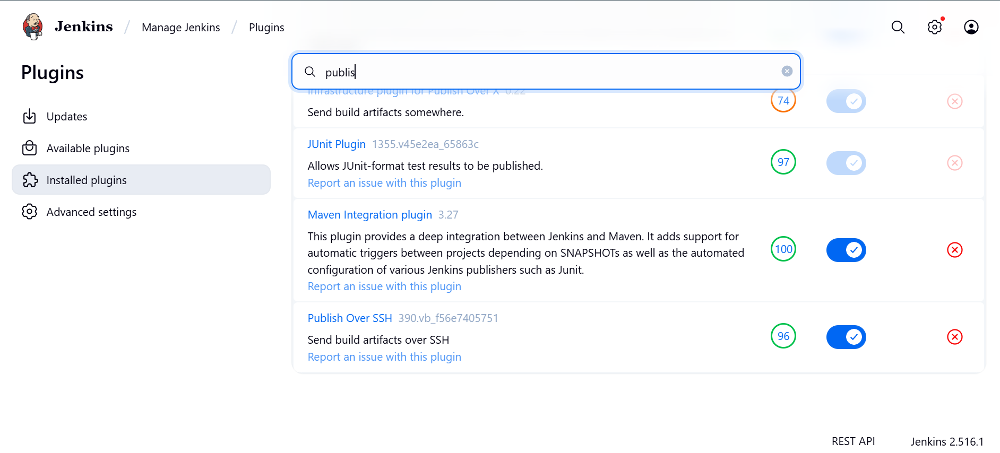 Jenkins / Manage Jenkins / Plugins
Plugins
publis
Updates
Available plugins
Installed plugins
Advanced settings
Infrastructure plugin for Publish Over X 0.22
Send build artifacts somewhere.
74
JUnit Plugin 1355.v45e2ea_65863c
Allows JUnit-format test results to be published.
Report an issue with this plugin
97
Maven Integration plugin 3.27
This plugin provides a deep integration between Jenkins and Maven. It adds support for
automatic triggers between projects depending on SNAPSHOTs as well as the automated
configuration of various Jenkins publishers such as Junit.
Report an issue with this plugin
100
Publish Over SSH 390.vb_f56e7405751
Send build artifacts over SSH
Report an issue with this plugin
96
REST API
Jenkins 2.516.1